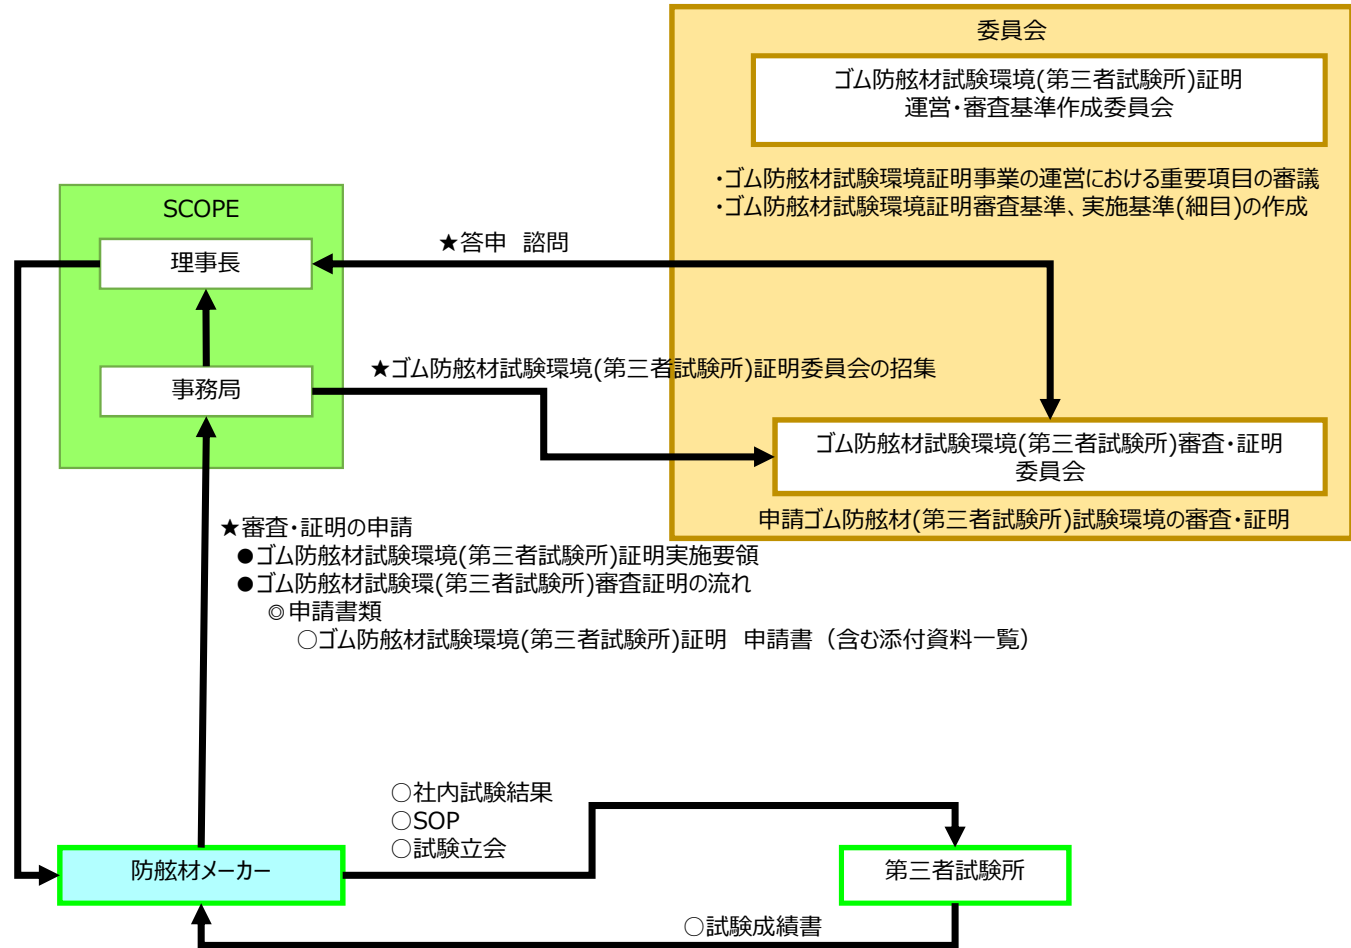 委員会
ゴム防舷材試験環境(第三者試験所)証明
運営・審査基準作成委員会
・ゴム防舷材試験環境証明事業の運営における重要項目の審議
・ゴム防舷材試験環境証明審査基準、実施基準(細目)の作成
SCOPE
理事長
★答申　諮問
事務局
★ゴム防舷材試験環境(第三者試験所)証明委員会の招集
ゴム防舷材試験環境(第三者試験所)審査・証明
委員会
申請ゴム防舷材(第三者試験所)試験環境の審査・証明
★審査・証明の申請
●ゴム防舷材試験環境(第三者試験所)証明実施要領
●ゴム防舷材試験環(第三者試験所)審査証明の流れ
◎申請書類
○ゴム防舷材試験環境(第三者試験所)証明　申請書（含む添付資料一覧）
○社内試験結果
○SOP
○試験立会
防舷材メーカー
第三者試験所
○試験成績書